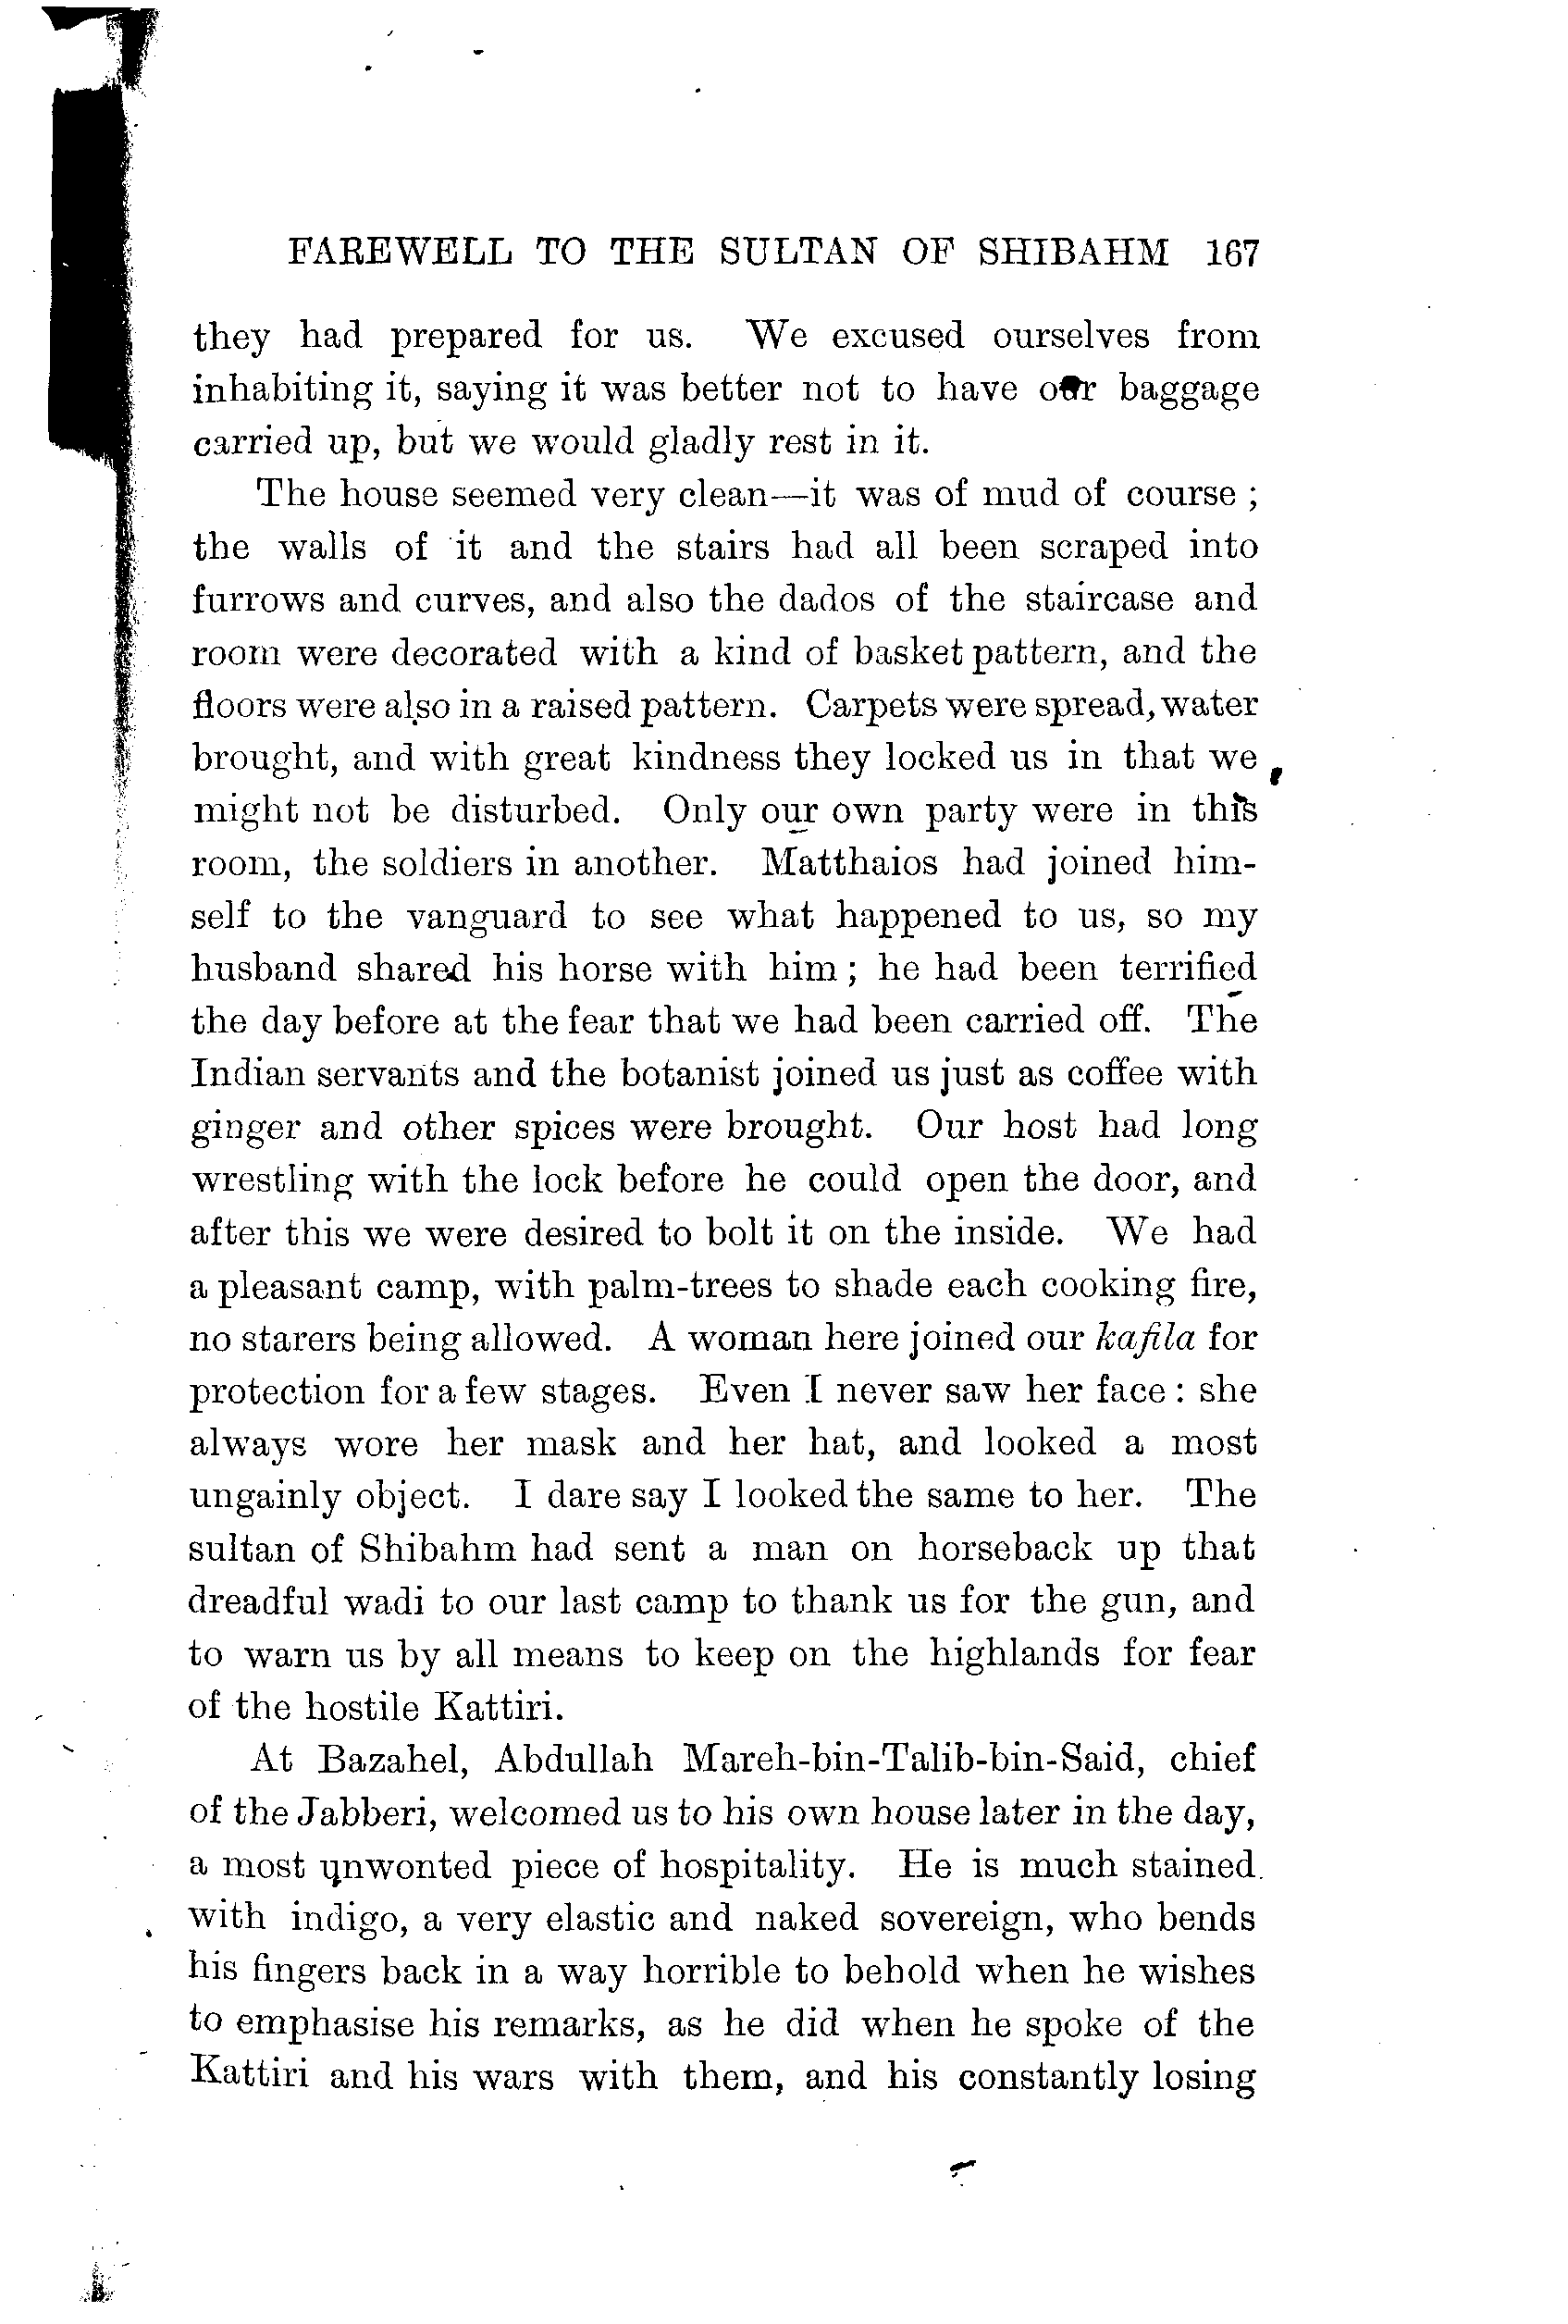 FAREWELL TO THE SULTAN OF SHIBAHM 167
they had prepared for us. We excused ourselves from
inhabiting it, saying it was better not to have our baggage
carried up, but we would gladly rest in it.
The house seemed very clean—it was of mud of course ;
the walls of it and the stairs had all been scraped into
furrows and curves, and also the dados of the staircase and
room were decorated with a kind of basket pattern, and the
floors were also in a raised pattern. Carpets were spread, water
brought, and with great kindness they locked us in that we
might not be disturbed. Only our own party were in this
room, the soldiers in another. Matthaios had joined him-
self to the vanguard to see what happened to us, so my
husband shared his horse with him ; he had been terrified
the day before at the fear that we had been carried off. The
Indian servants and the botanist joined us just as coffee with
ginger and other spices were brought. Our host had long
wrestling with the lock before he could open the door, and
after this we were desired to bolt it on the inside. We had
a pleasant camp, with palm-trees to shade each cooking fire,
no starers being allowed. A woman here joined our kafila for
protection for a few stages. Even I never saw her face : she
always wore her mask and her hat, and looked a most
ungainly object. I dare say I looked the same to her. The
sultan of Shibahm had sent a man on horseback up that
dreadful wadi to our last camp to thank us for the gun, and
to warn us by all means to keep on the highlands for fear
of the hostile Kattiri.
At Bazahel, Abdullah Mareh-bin-Talib-bin-Said, chief
of the Jabberi, welcomed us to his own house later in the day,
a most unwonted piece of hospitality. He is much stained
with indigo, a very elastic and naked sovereign, who bends
his fingers back in a way horrible to behold when he wishes
to emphasise his remarks, as he did when he spoke of the
Kattiri and his wars with them, and his constantly losing